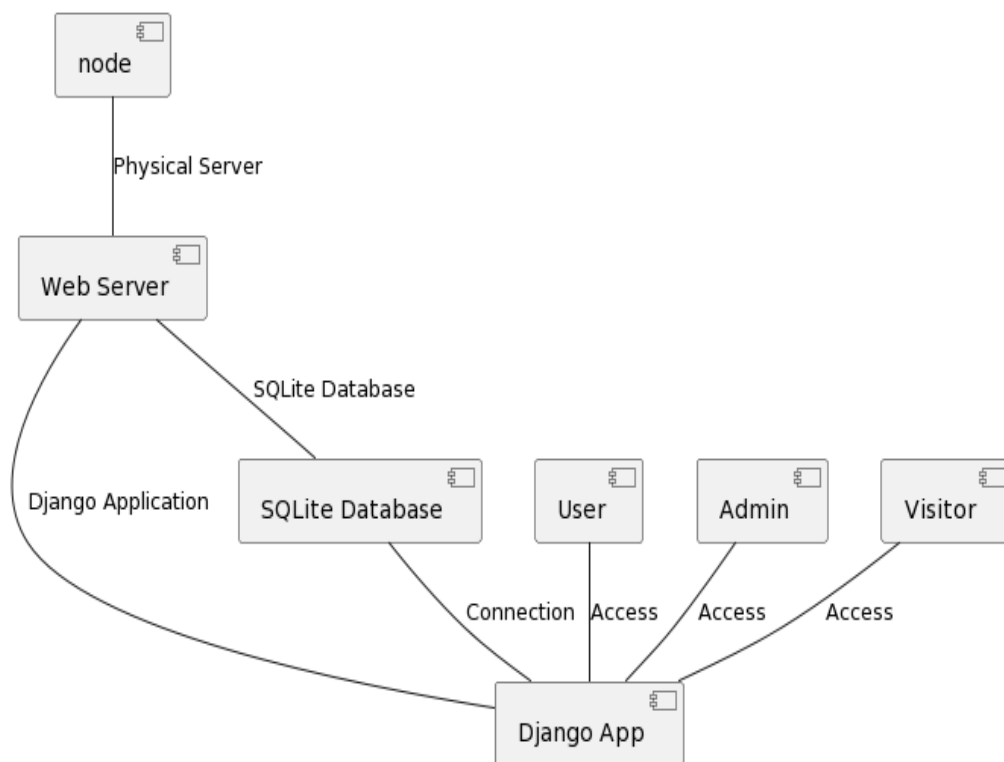 node
Physical Server
Web Server
SQLite Database
Django Application
SQLite Database
User
Admin
Visitor
Connection
Access
Access
Access
Django App